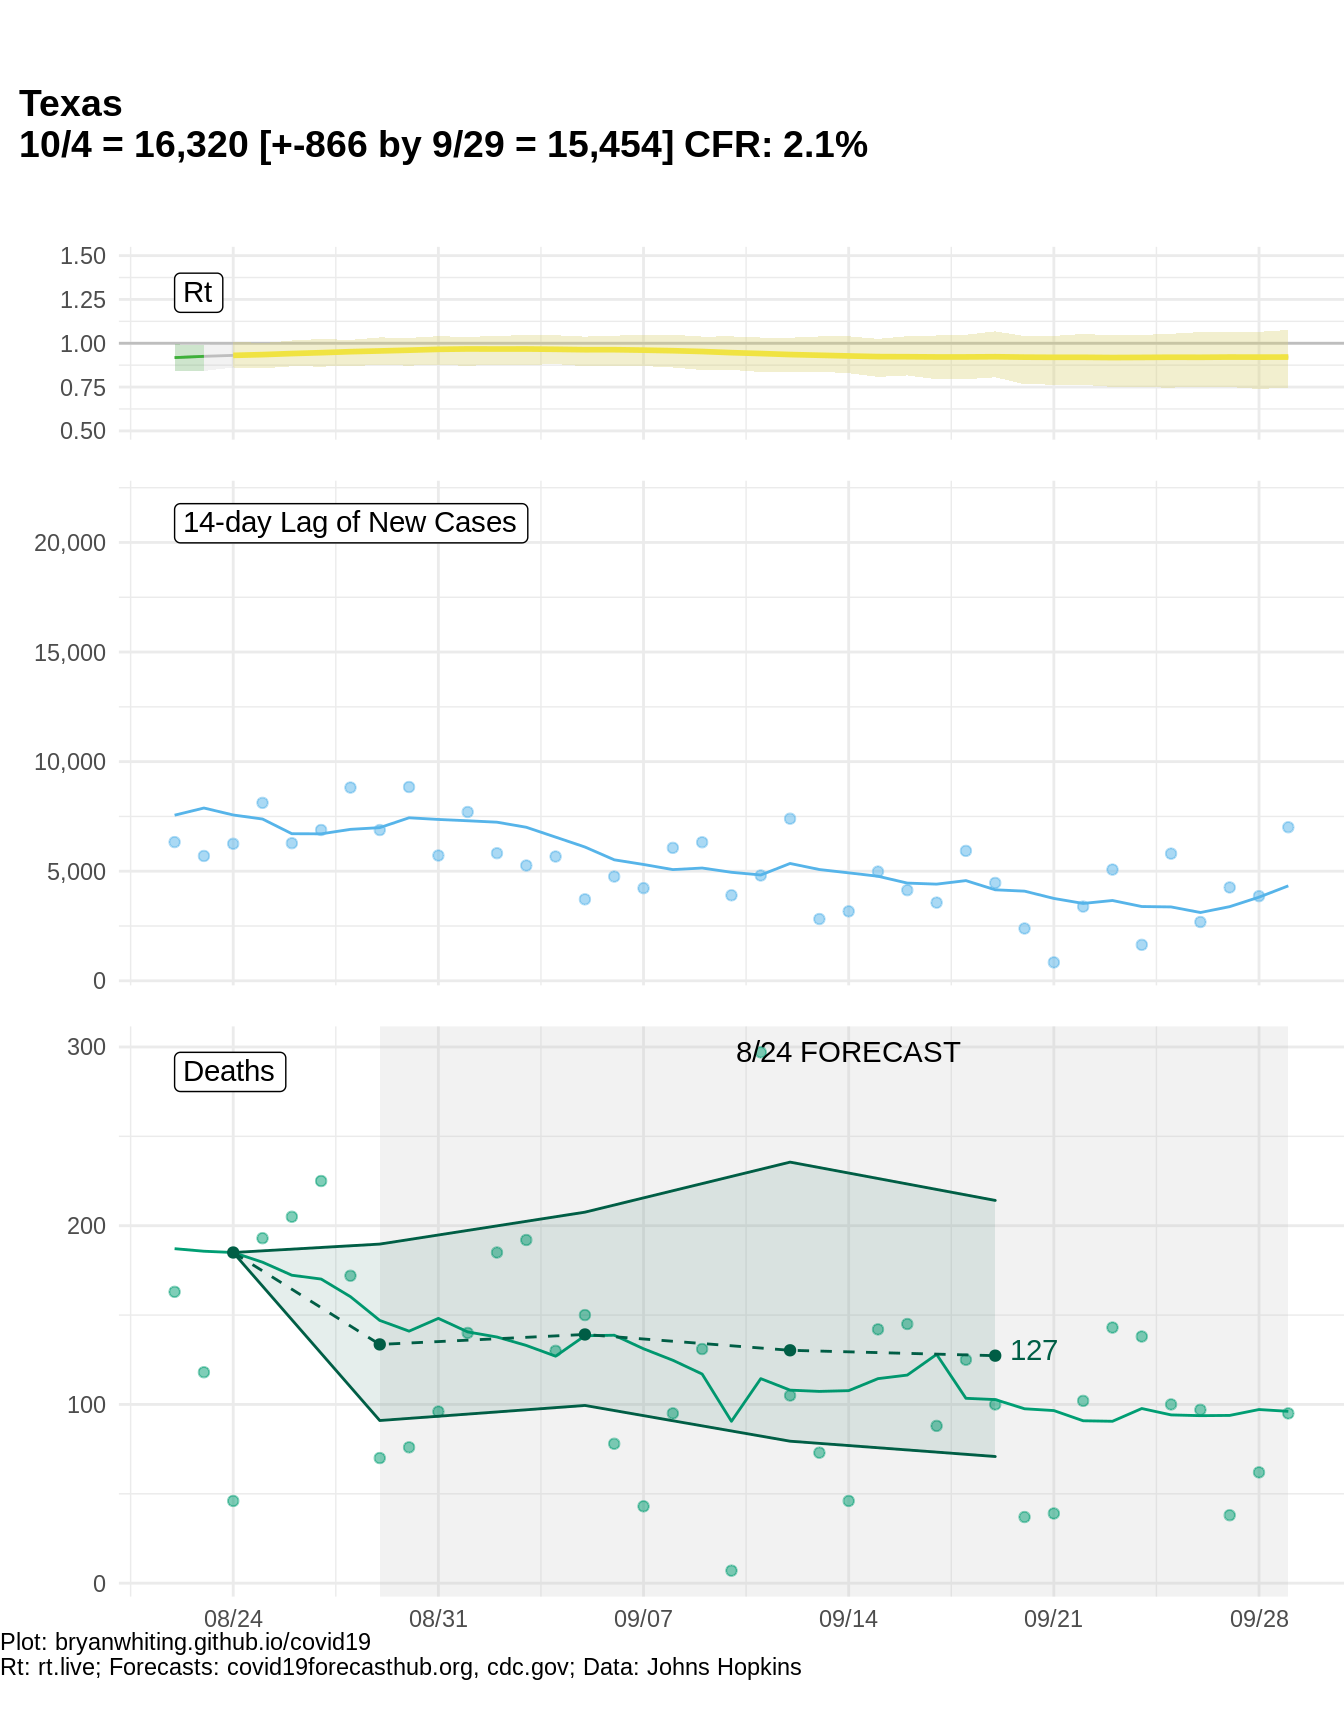 Texas
10/4 = 16,320 [+-866 by 9/29 = 15,454] CFR: 2.1%
1.50
1.25
1.00
0.75
0.50
Rt
20,000
15,000
10,000
5,000
0
14-day Lag of New Cases
300
200
100
0
Deaths
8/24 FORECAST
127
08/24 08/31 09/07 09/14 09/21 09/28
Plot: bryanwhiting.github.io/covid19
Rt: rt.live; Forecasts: covid19forecasthub.org, cdc.gov; Data: Johns Hopkins